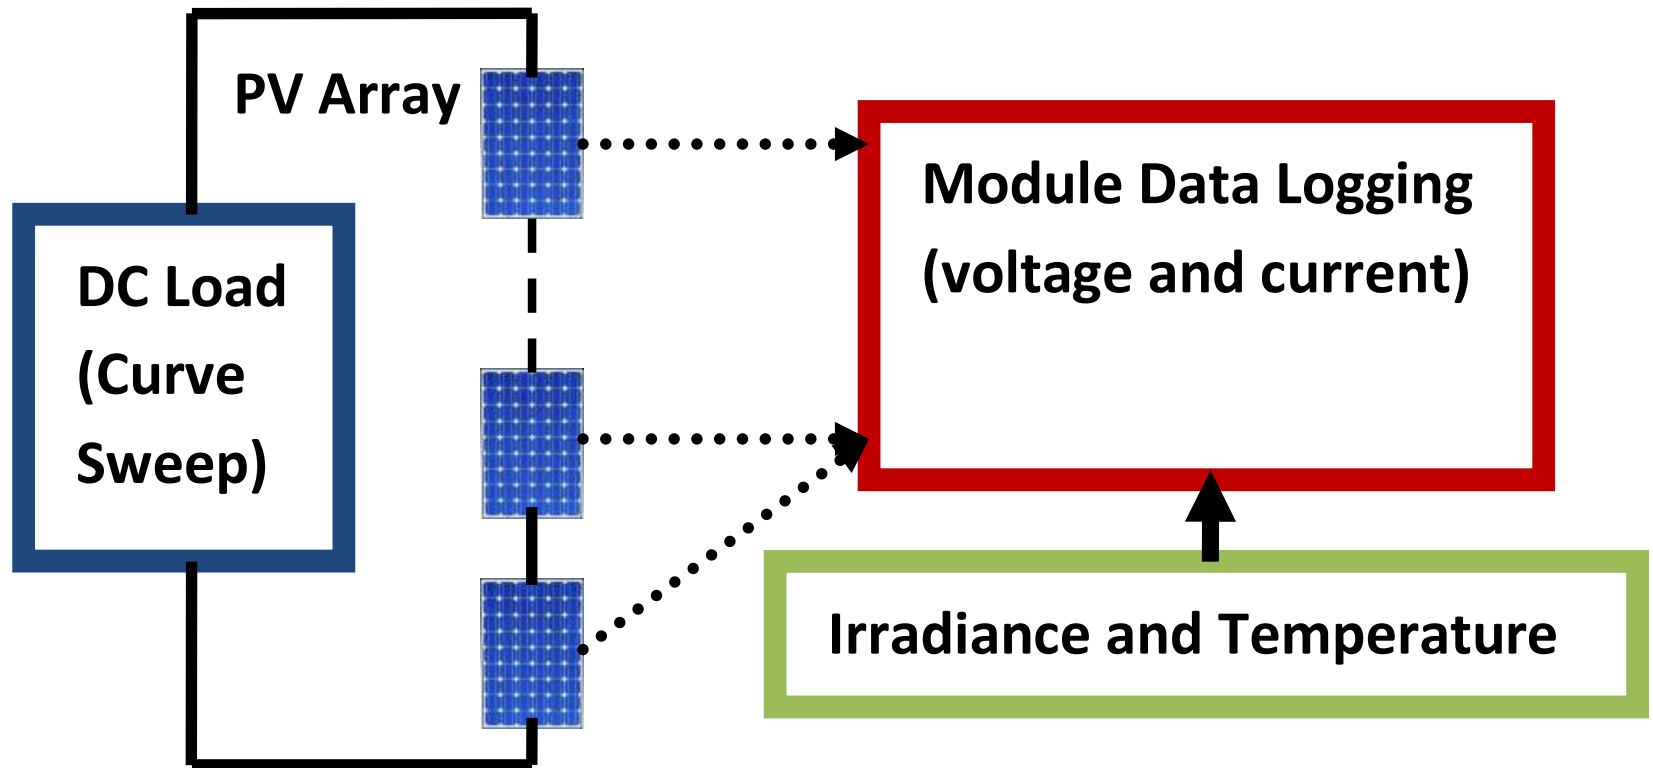 PV Array
DC Load
(Curve
Sweep)
Module Data Logging
(voltage and current)
Irradiance and Temperature